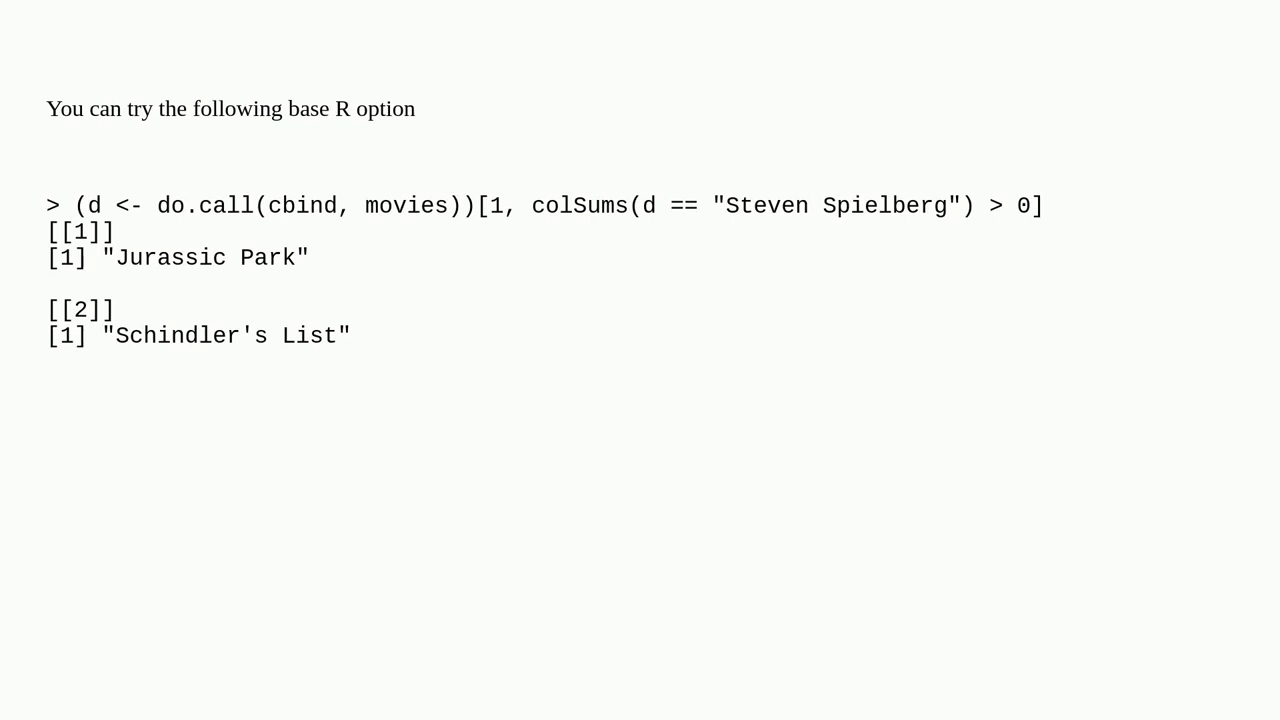 You can try the following base R option
> (d <- do.call(cbind, movies))[1, colSums(d == "Steven Spielberg") > 0]
[[1]]
[1] "Jurassic Park"
[[2]]
[1] "Schindler's List"